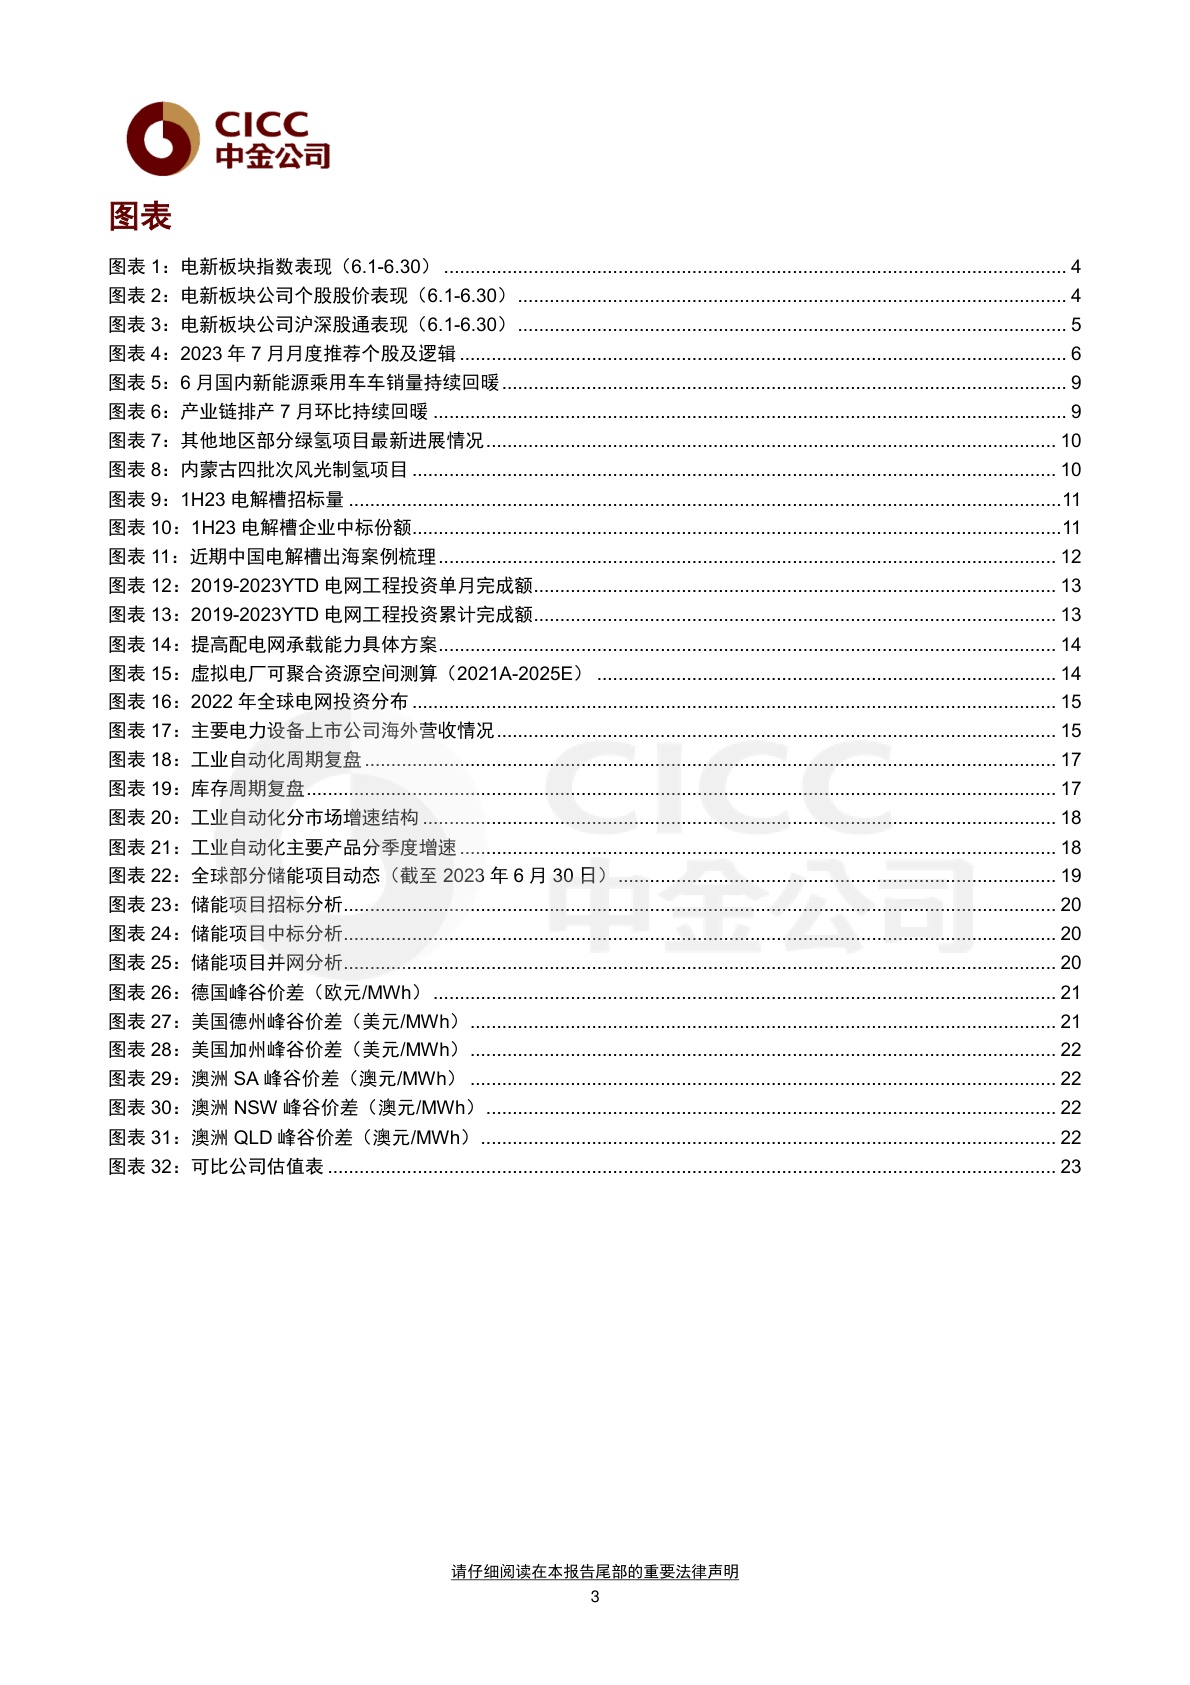 CICC
中金公司
图表
图表 1：电新板块指数表现（6.1-6.30） ........ 4
图表 2：电新板块公司个股股价表现（6.1-6.30） ........ 4
图表 3：电新板块公司沪深股通表现（6.1-6.30） ........ 5
图表 4：2023 年 7 月月度推荐个股及逻辑 ........ 6
图表 5：6 月国内新能源乘用车车销量持续回暖 ........ 9
图表 6：产业链排产 7 月环比持续回暖 ........ 9
图表 7：其他地区部分绿氢项目最新进展情况 ........ 10
图表 8：内蒙古四批次风光制氢项目 ........ 10
图表 9：1H23 电解槽招标量 ........ 11
图表 10：1H23 电解槽企业中标份额 ........ 11
图表 11：近期中国电解槽出海案例梳理 ........ 12
图表 12：2019-2023YTD 电网工程投资单月完成额 ........ 13
图表 13：2019-2023YTD 电网工程投资累计完成额 ........ 13
图表 14：提高配电网承载能力具体方案 ........ 14
图表 15：虚拟电厂可聚合资源空间测算（2021A-2025E） ........ 14
图表 16：2022 年全球电网投资分布 ........ 15
图表 17：主要电力设备上市公司海外营收情况 ........ 15
图表 18：工业自动化周期复盘 ........ 17
图表 19：库存周期复盘 ........ 17
图表 20：工业自动化分市场增速结构 ........ 18
图表 21：工业自动化主要产品分季度增速 ........ 18
图表 22：全球部分储能项目动态（截至 2023 年 6 月 30 日） ........ 19
图表 23：储能项目招标分析 ........ 20
图表 24：储能项目中标分析 ........ 20
图表 25：储能项目并网分析 ........ 20
图表 26：德国峰谷价差（欧元/MWh） ........ 21
图表 27：美国德州峰谷价差（美元/MWh） ........ 21
图表 28：美国加州峰谷价差（美元/MWh） ........ 22
图表 29：澳洲 SA 峰谷价差（澳元/MWh） ........ 22
图表 30：澳洲 NSW 峰谷价差（澳元/MWh） ........ 22
图表 31：澳洲 QLD 峰谷价差（澳元/MWh） ........ 22
图表 32：可比公司估值表 ........ 23
CICC
中金公司
请仔细阅读在本报告尾部的重要法律声明
3